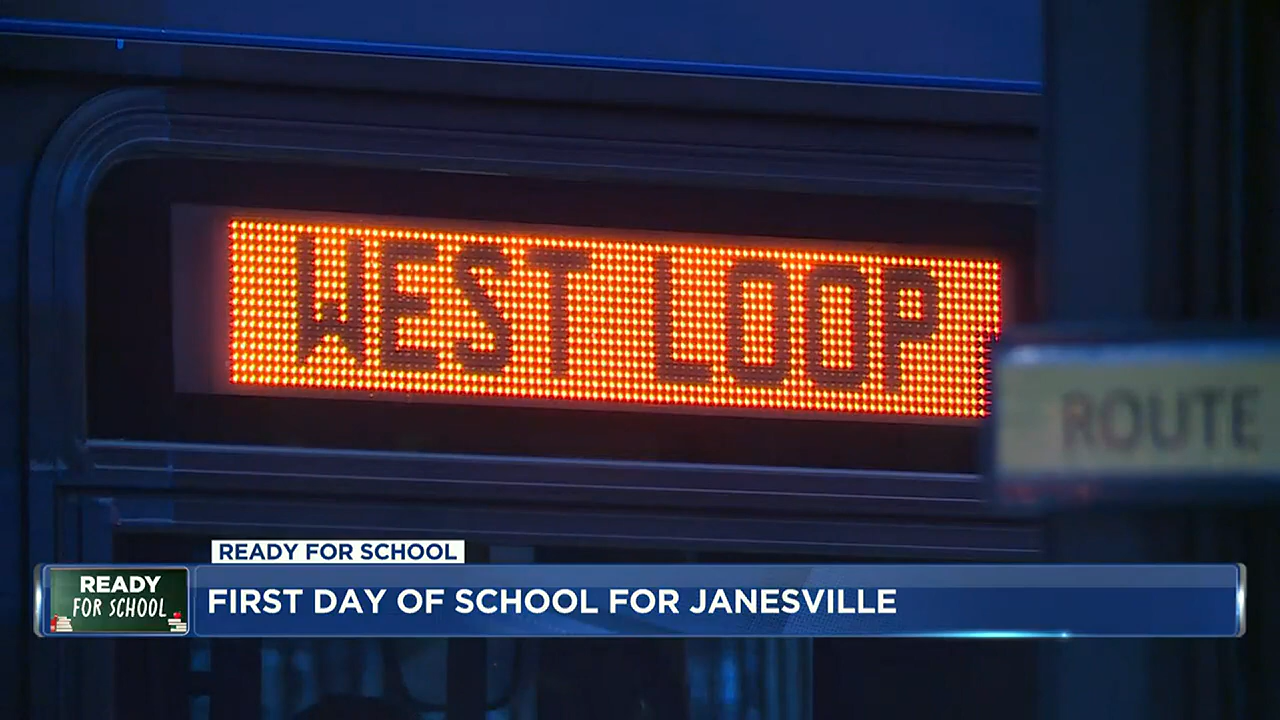 WEST LOOP
ROUTE
READY FOR SCHOOL
READY
FOR SCHOOL
FIRST DAY OF SCHOOL FOR JANESVILLE